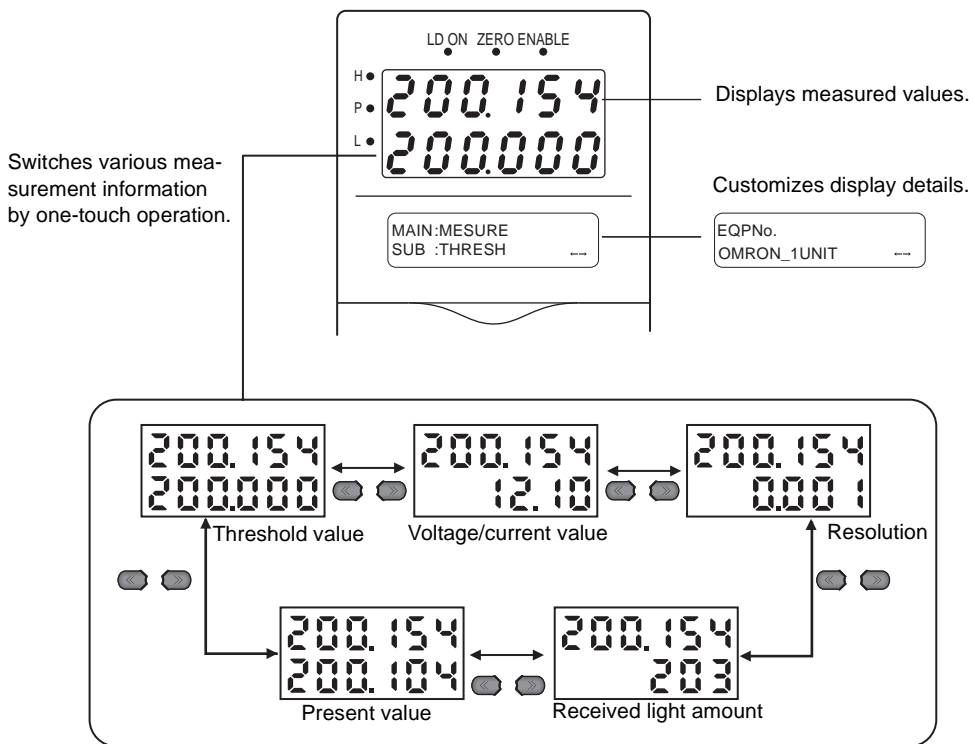 LD ON ZERO ENABLE
H
P
L
200.154
200.000
Displays measured values.
Switches various mea-
surement information
by one-touch operation.
Customizes display details.
MAIN:MESURE
SUB :THRESH ←→
EQPNo.
OMRON_1UNIT ←→
200.154
200.000
Threshold value
200.154
12.10
Voltage/current value
200.154
0.001
Resolution
200.154
200.104
Present value
200.154
203
Received light amount